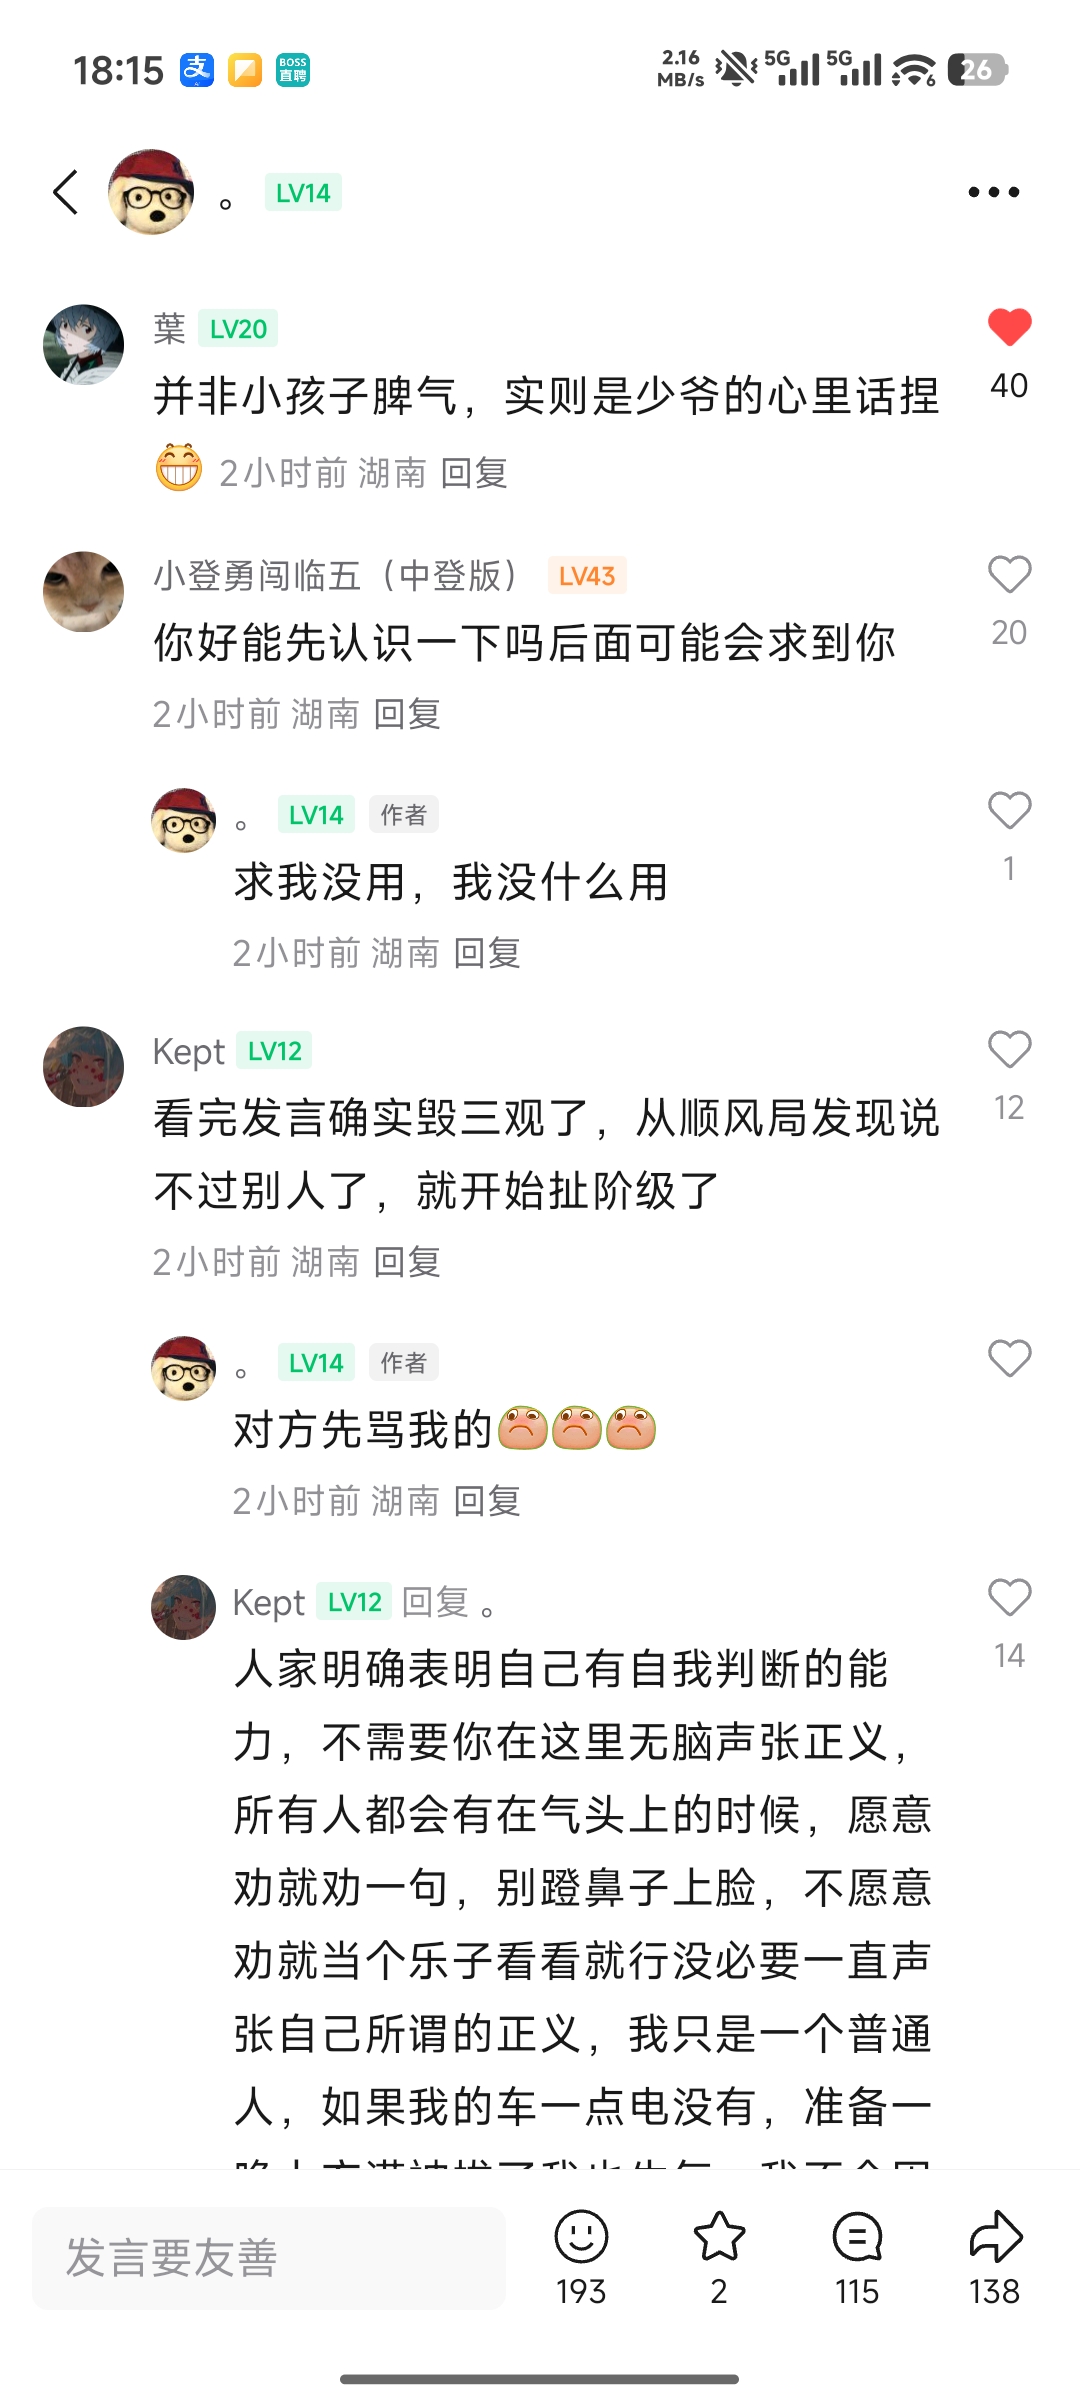 18:15 支 BOSS直聘 2.16 MB/s 5G 5G 6 26
。 LV14
葉 LV20
并非小孩子脾气，实则是少爷的心里话捏
40
2小时前 湖南 回复
小登勇闯临五（中登版） LV43
你好能先认识一下吗后面可能会求到你
20
2小时前 湖南 回复
。 LV14 作者
求我没用，我没什么用
1
2小时前 湖南 回复
Kept LV12
看完发言确实毁三观了，从顺风局发现说
12
不过别人了，就开始扯阶级了
2小时前 湖南 回复
。 LV14 作者
对方先骂我的
2小时前 湖南 回复
Kept LV12 回复 。
人家明确表明自己有自我判断的能
14
力，不需要你在这里无脑声张正义，
所有人都会有在气头上的时候，愿意
劝就劝一句，别蹬鼻子上脸，不愿意
劝就当个乐子看看就行没必要一直声
张自己所谓的正义，我只是一个普通
人，如果我的车一点电没有，准备一
发言要友善
193 2 115 138